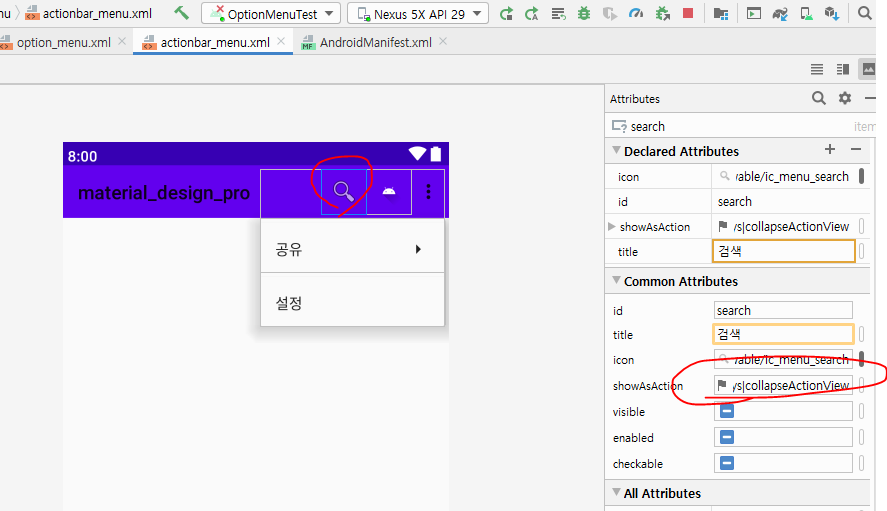 nu > actionbar_menu.xml OptionMenuTest Nexus 5X API 29
option_menu.xml actionbar_menu.xml AndroidManifest.xml
Attributes
search item
8:00
material_design_pro
공유
설정
Declared Attributes
icon vable/ic_menu_search
id search
showAsAction ys|collapseActionView
title 검색
Common Attributes
id search
title 검색
icon vable/ic_menu_search
showAsAction ys|collapseActionView
visible
enabled
checkable
All Attributes